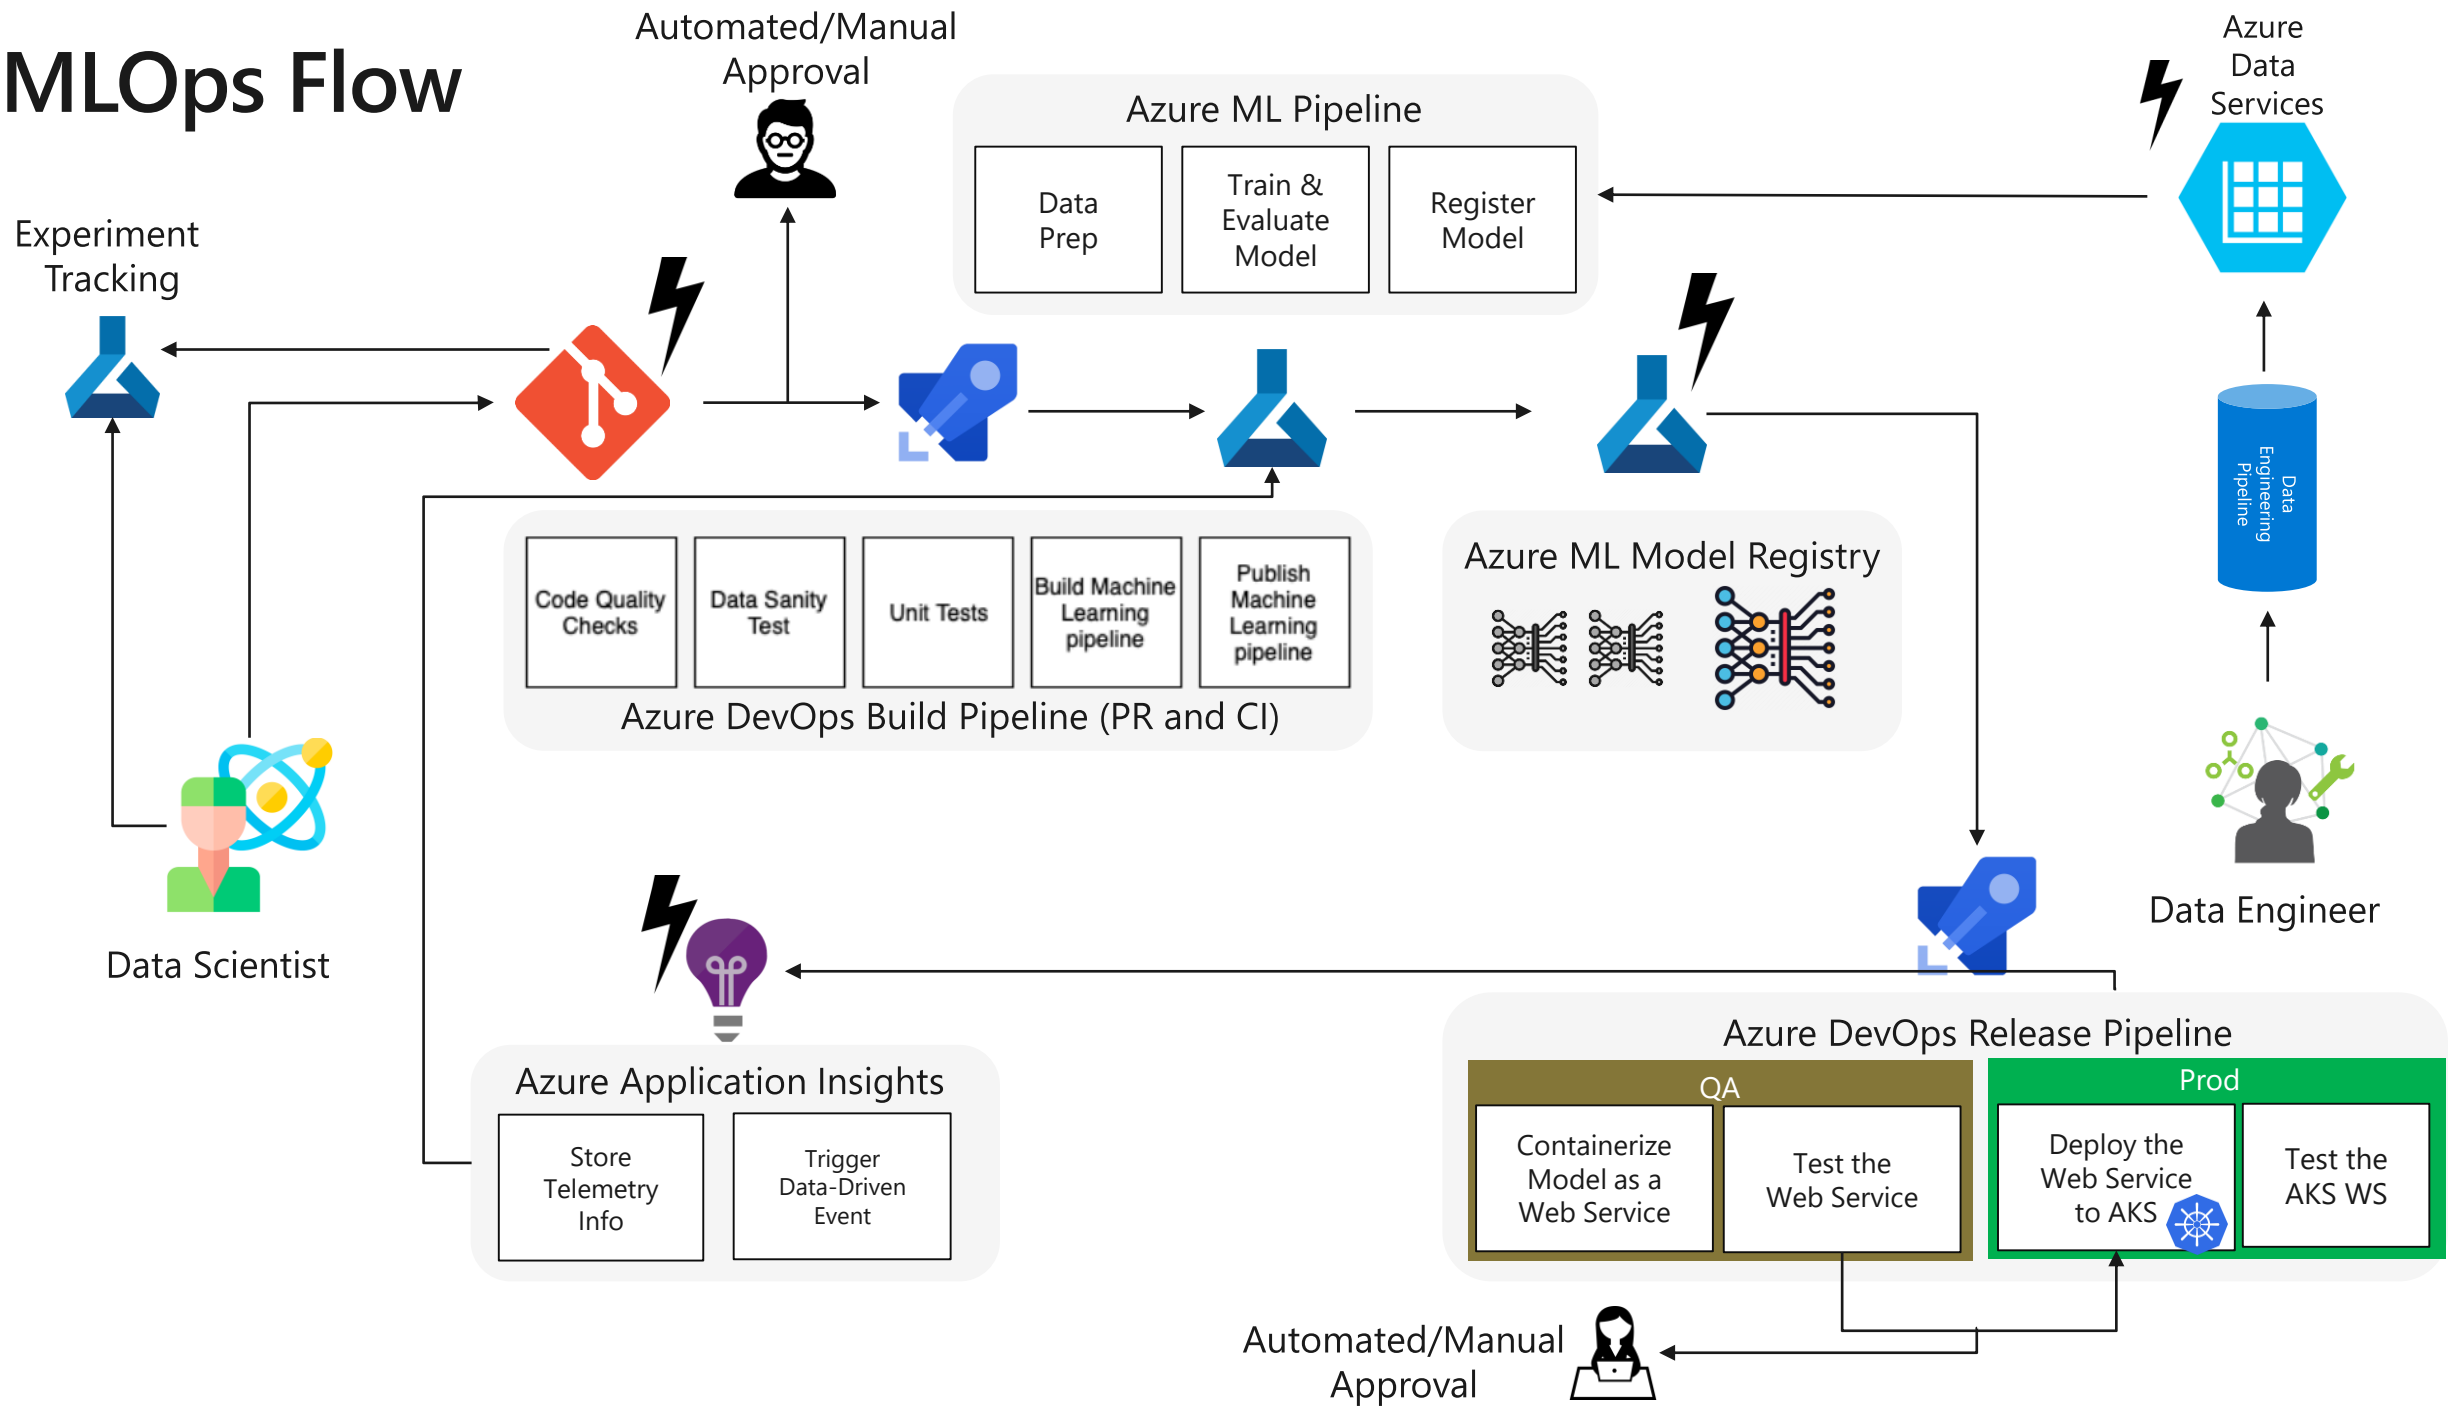 MLOps Flow
Automated/Manual
Approval
Azure ML Pipeline
Data
Prep
Train &
Evaluate
Model
Register
Model
Azure
Data
Services
Experiment
Tracking
Data
Engineering
Pipeline
Code Quality
Checks
Data Sanity
Test
Unit Tests
Build Machine
Learning
pipeline
Publish
Machine
Learning
pipeline
Azure DevOps Build Pipeline (PR and CI)
Azure ML Model Registry
Data Scientist
Data Engineer
Azure Application Insights
Store
Telemetry
Info
Trigger
Data-Driven
Event
Azure DevOps Release Pipeline
QA
Containerize
Model as a
Web Service
Test the
Web Service
Prod
Deploy the
Web Service
to AKS
Test the
AKS WS
Automated/Manual
Approval